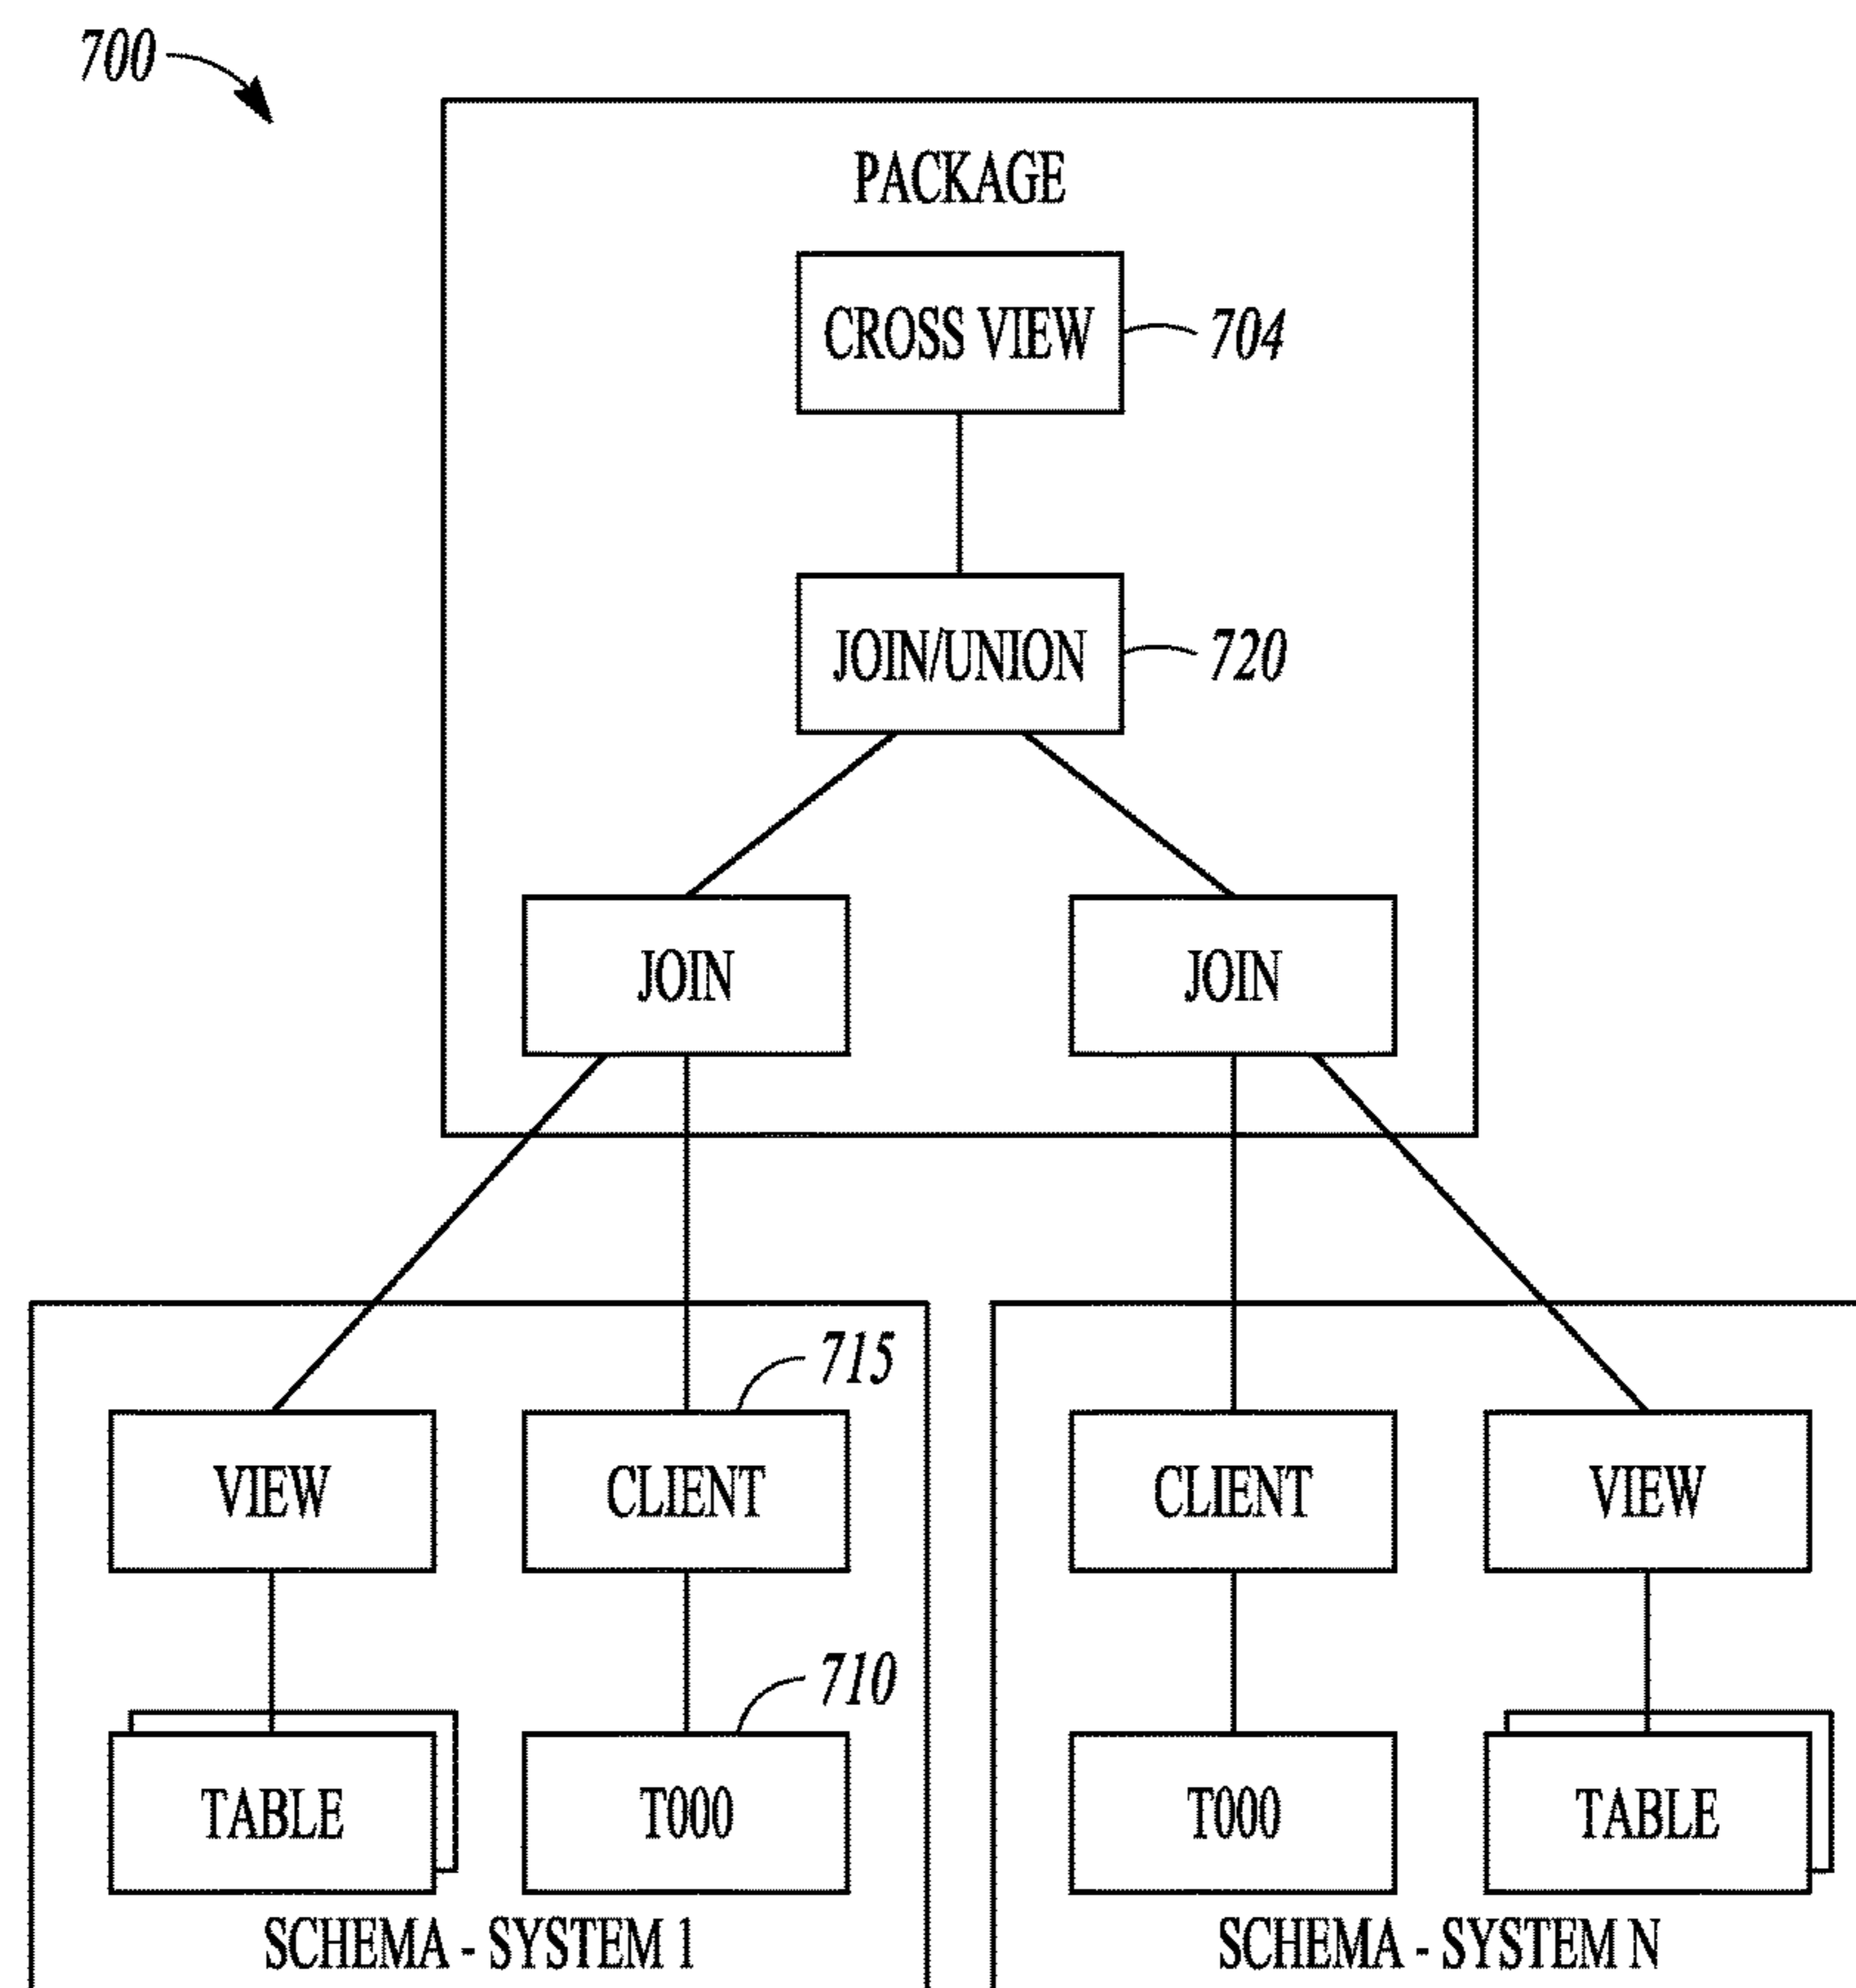 700
PACKAGE
CROSS VIEW
704
JOIN/UNION
720
JOIN
JOIN
715
VIEW
CLIENT
CLIENT
VIEW
710
TABLE
T000
T000
TABLE
SCHEMA - SYSTEM 1
SCHEMA - SYSTEM N